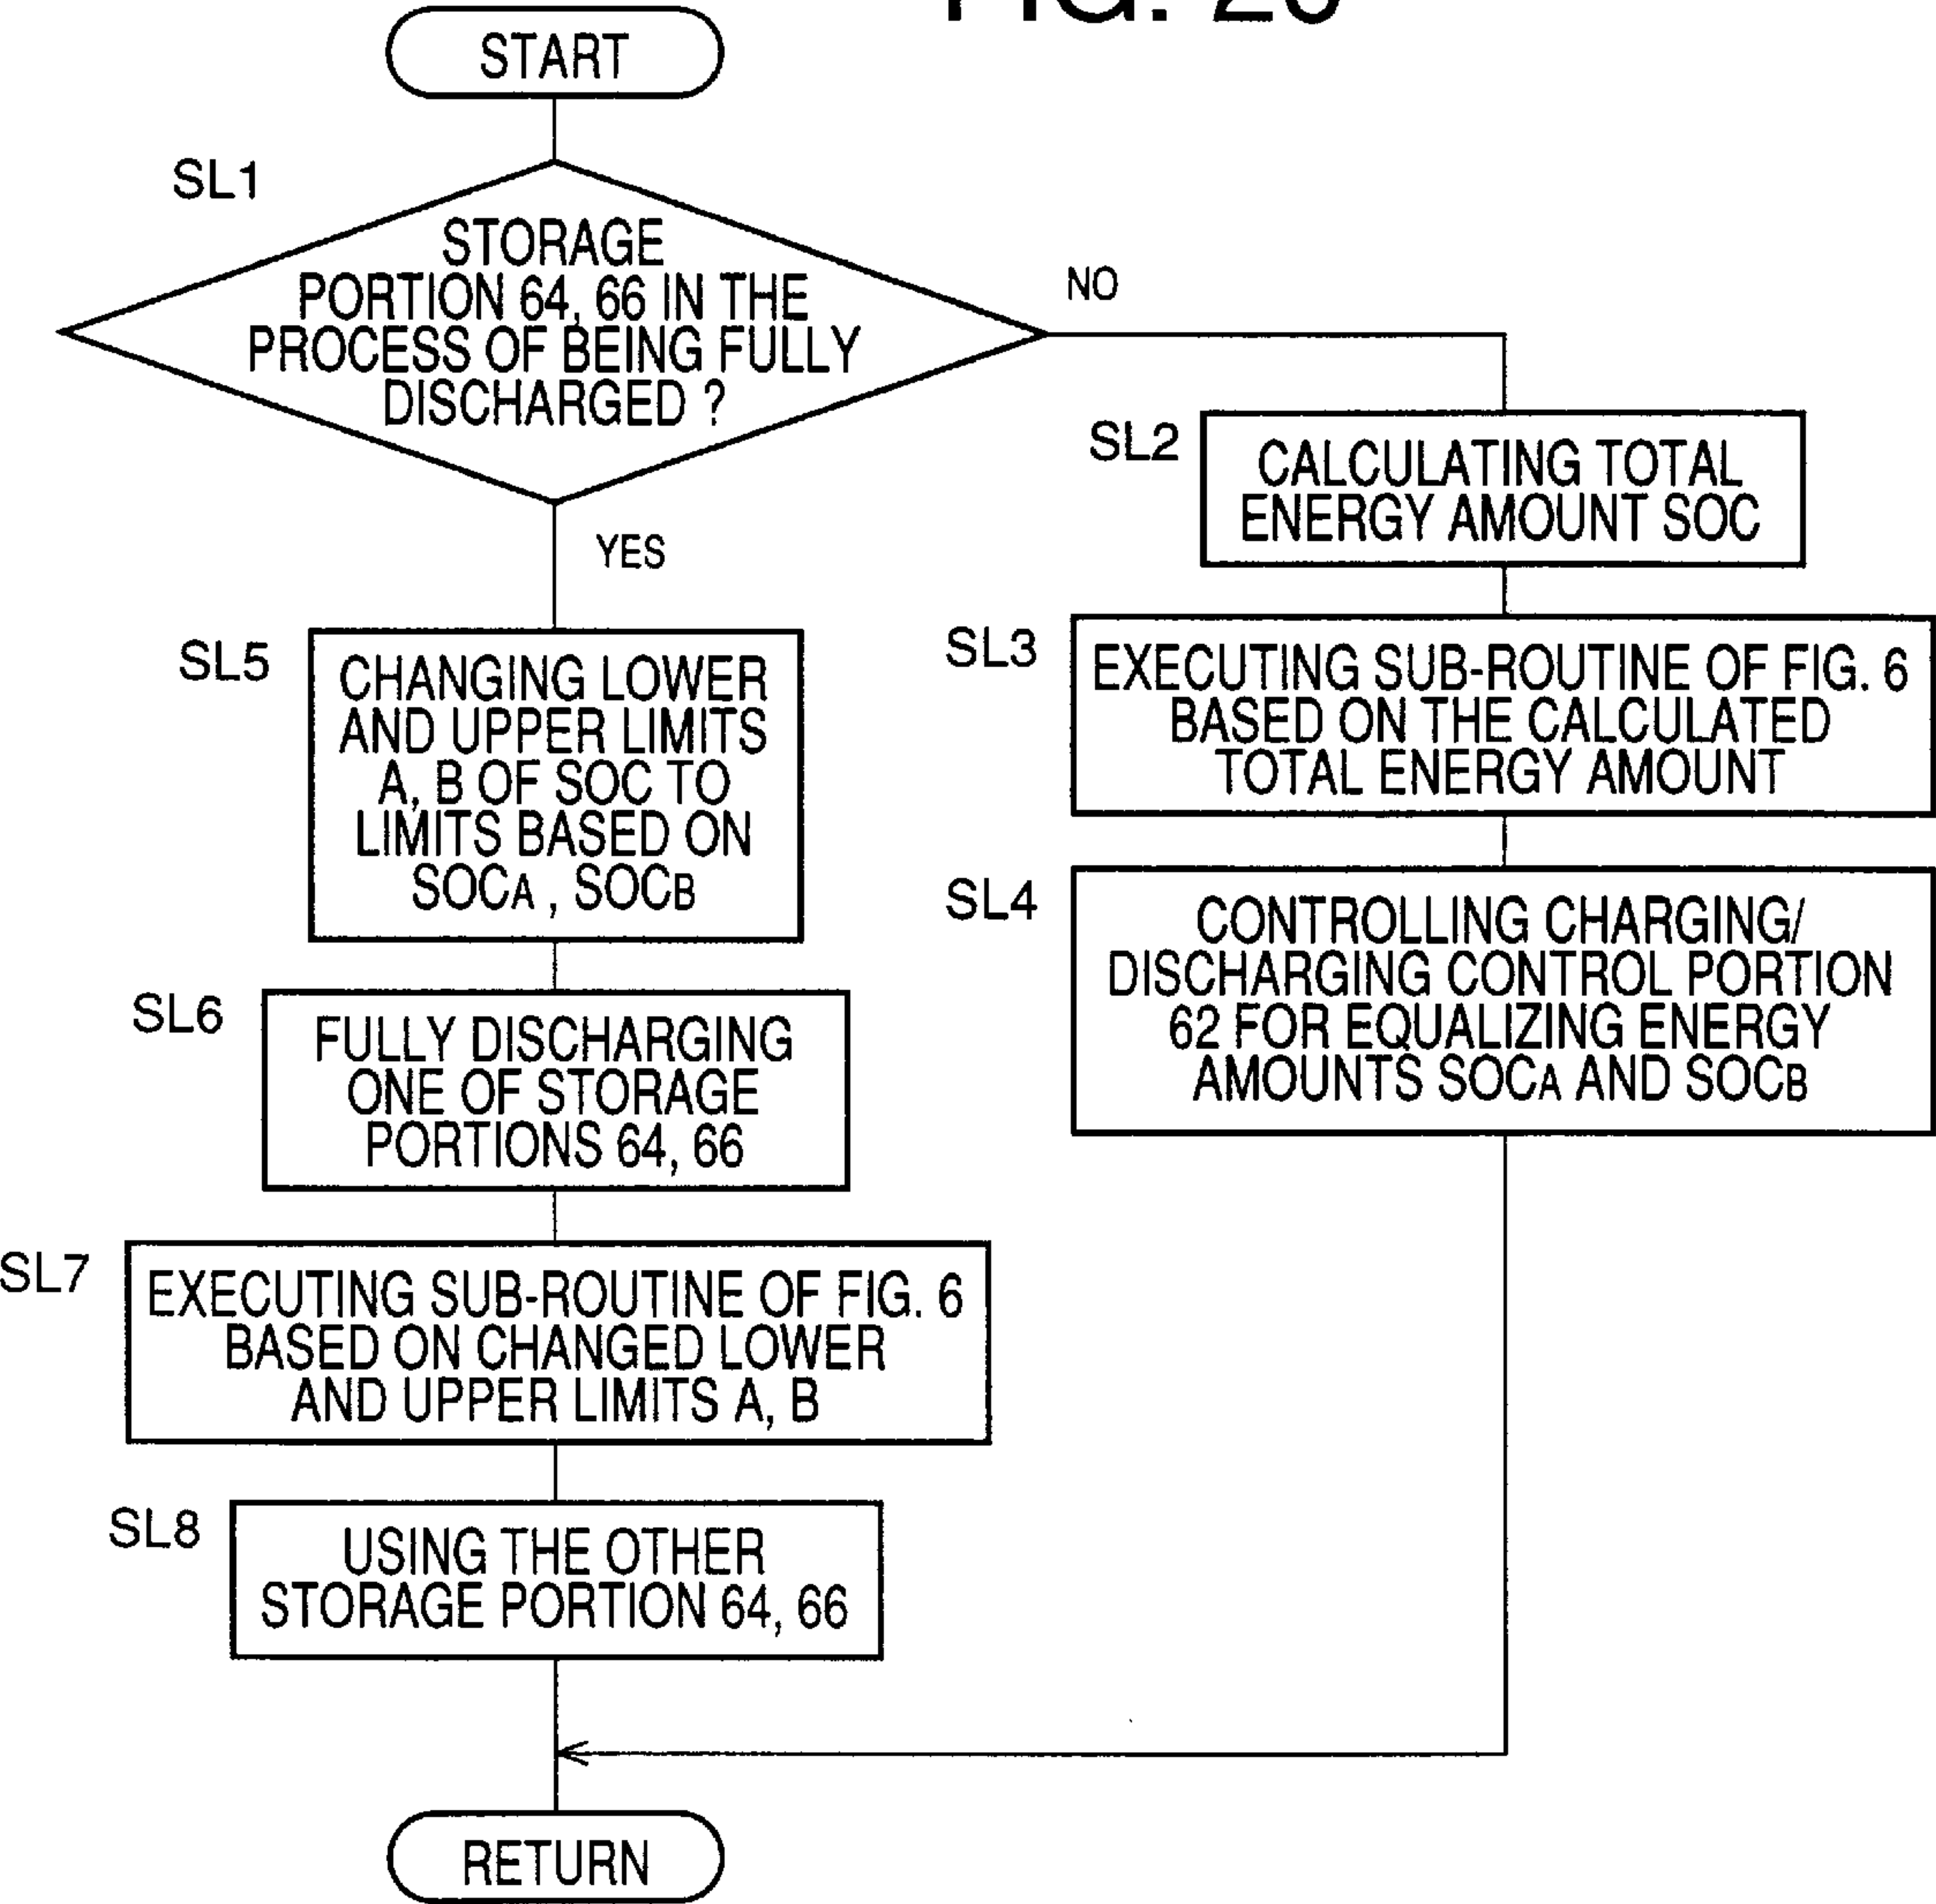 START
SL1
STORAGE
PORTION 64, 66 IN THE
PROCESS OF BEING FULLY
DISCHARGED ?
NO
YES
SL2
CALCULATING TOTAL
ENERGY AMOUNT SOC
SL3
EXECUTING SUB-ROUTINE OF FIG. 6
BASED ON THE CALCULATED
TOTAL ENERGY AMOUNT
SL4
CONTROLLING CHARGING/
DISCHARGING CONTROL PORTION
62 FOR EQUALIZING ENERGY
AMOUNTS SOCA AND SOCB
SL5
CHANGING LOWER
AND UPPER LIMITS
A, B OF SOC TO
LIMITS BASED ON
SOCA , SOCB
SL6
FULLY DISCHARGING
ONE OF STORAGE
PORTIONS 64, 66
SL7
EXECUTING SUB-ROUTINE OF FIG. 6
BASED ON CHANGED LOWER
AND UPPER LIMITS A, B
SL8
USING THE OTHER
STORAGE PORTION 64, 66
RETURN